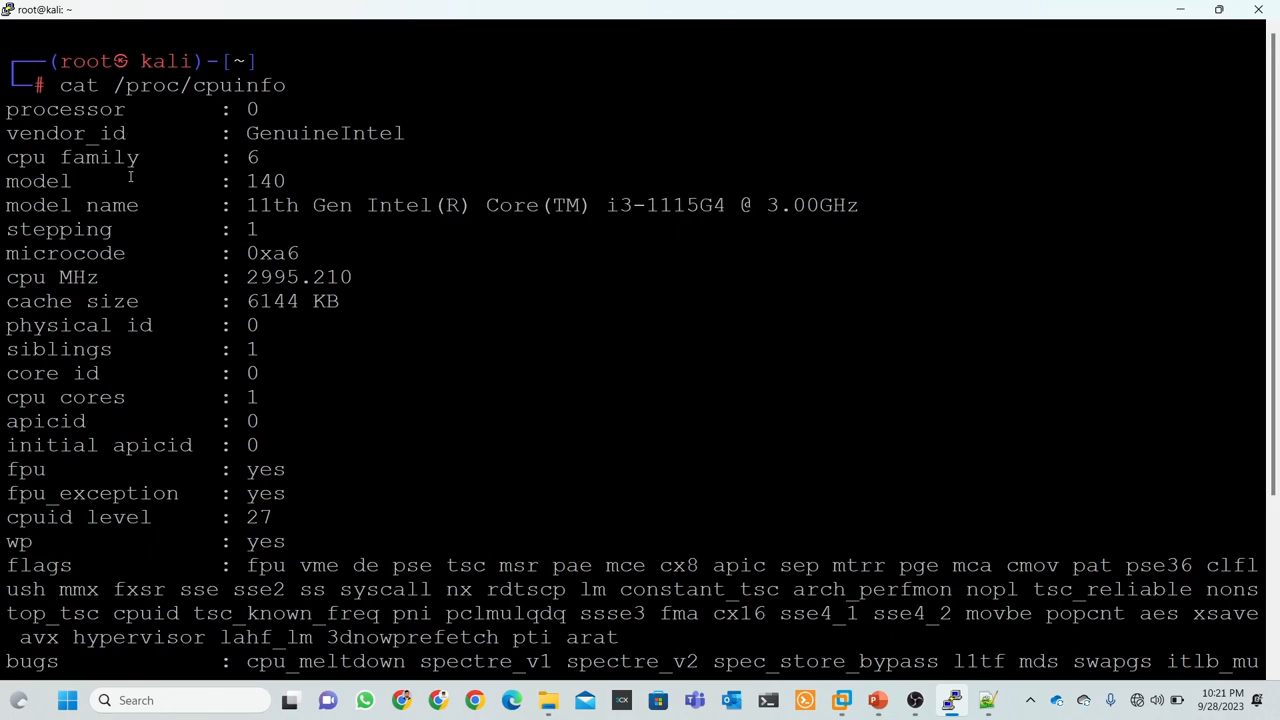 root@kali: ~
(root㉿ kali)-[~]
# cat /proc/cpuinfo
processor : 0
vendor_id : GenuineIntel
cpu family : 6
model : 140
model name : 11th Gen Intel(R) Core(TM) i3-1115G4 @ 3.00GHz
stepping : 1
microcode : 0xa6
cpu MHz : 2995.210
cache size : 6144 KB
physical id : 0
siblings : 1
core id : 0
cpu cores : 1
apicid : 0
initial apicid : 0
fpu : yes
fpu_exception : yes
cpuid level : 27
wp : yes
flags : fpu vme de pse tsc msr pae mce cx8 apic sep mtrr pge mca cmov pat pse36 clfl
ush mmx fxsr sse sse2 ss syscall nx rdtscp lm constant_tsc arch_perfmon nopl tsc_reliable nons
top_tsc cpuid tsc_known_freq pni pclmulqdq ssse3 fma cx16 sse4_1 sse4_2 movbe popcnt aes xsave
avx hypervisor lahf_lm 3dnowprefetch pti arat
bugs : cpu_meltdown spectre_v1 spectre_v2 spec_store_bypass l1tf mds swapgs itlb_mu
Search
SCX
10:21 PM
9/28/2023